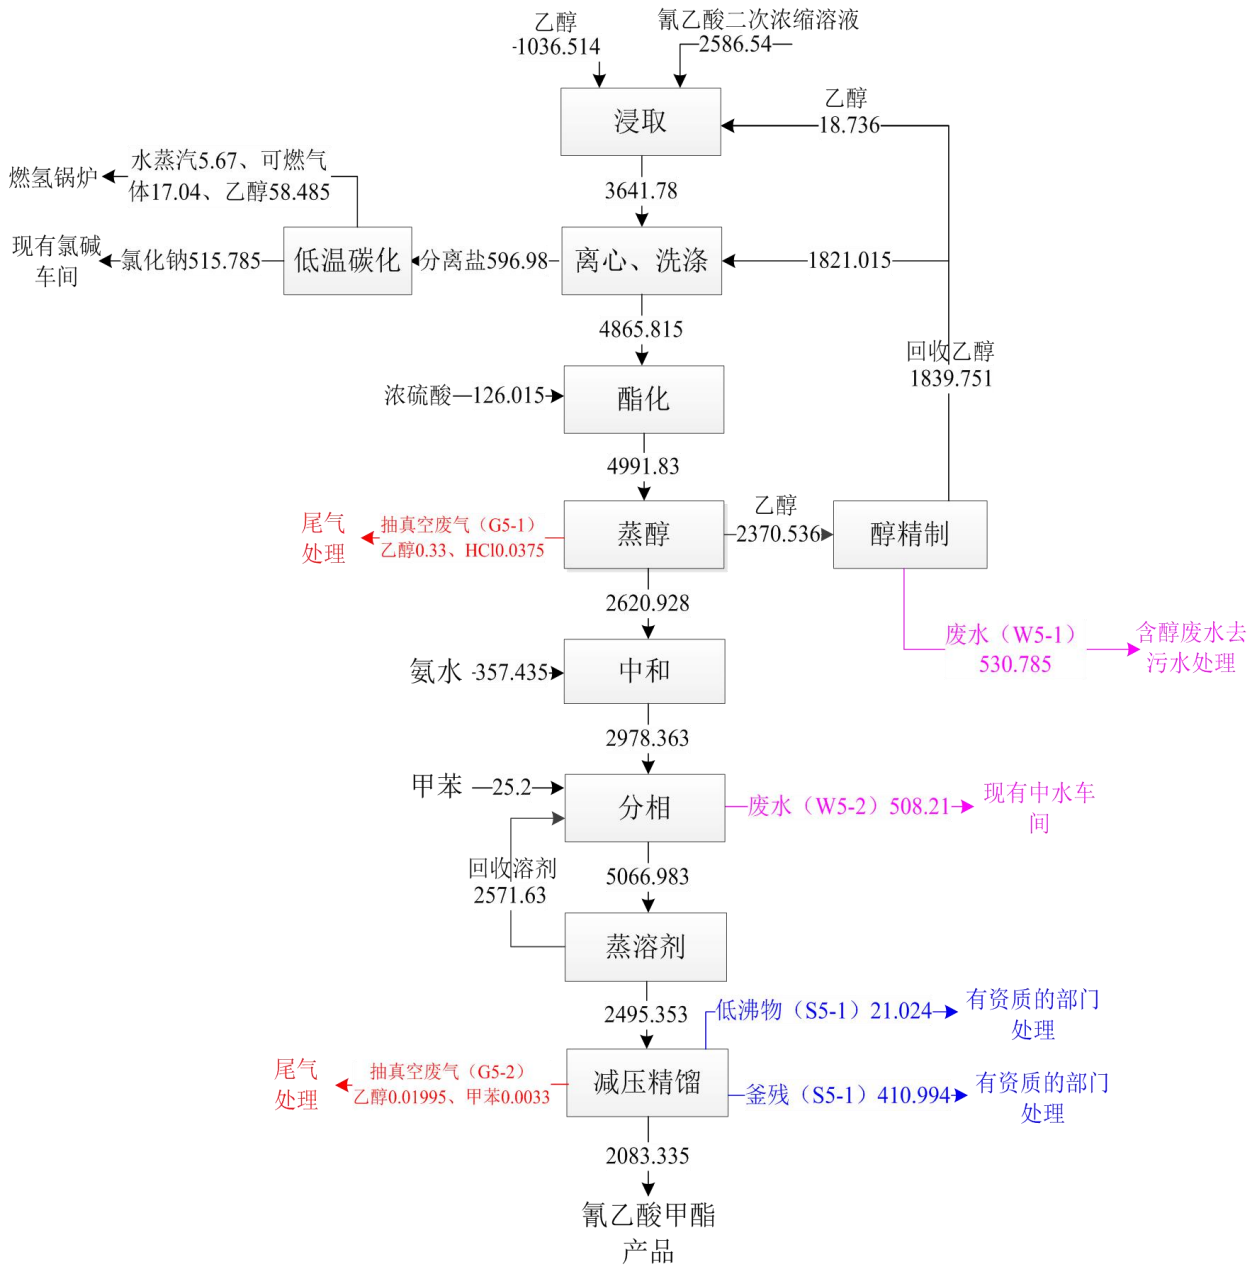 乙醇
-1036.514
氰乙酸二次浓缩溶液
2586.54
浸取
乙醇
18.736
3641.78
水蒸汽5.67、可燃气
体17.04、乙醇58.485
燃氢锅炉
现有氯碱
车间
氯化钠515.785
低温碳化
分离盐596.98
离心、洗涤
1821.015
4865.815
回收乙醇
1839.751
浓硫酸
126.015
酯化
4991.83
尾气
处理
抽真空废气（G5-1）
乙醇0.33、HCl0.0375
蒸醇
乙醇
2370.536
醇精制
2620.928
废水（W5-1）
530.785
含醇废水去
污水处理
氨水
-357.435
中和
2978.363
甲苯
25.2
分相
废水（W5-2）508.21
现有中水车
间
回收溶剂
2571.63
5066.983
蒸溶剂
2495.353
低沸物（S5-1）21.024
有资质的部门
处理
尾气
处理
抽真空废气（G5-2）
乙醇0.01995、甲苯0.0033
减压精馏
釜残（S5-1）410.994
有资质的部门
处理
2083.335
氰乙酸甲酯
产品